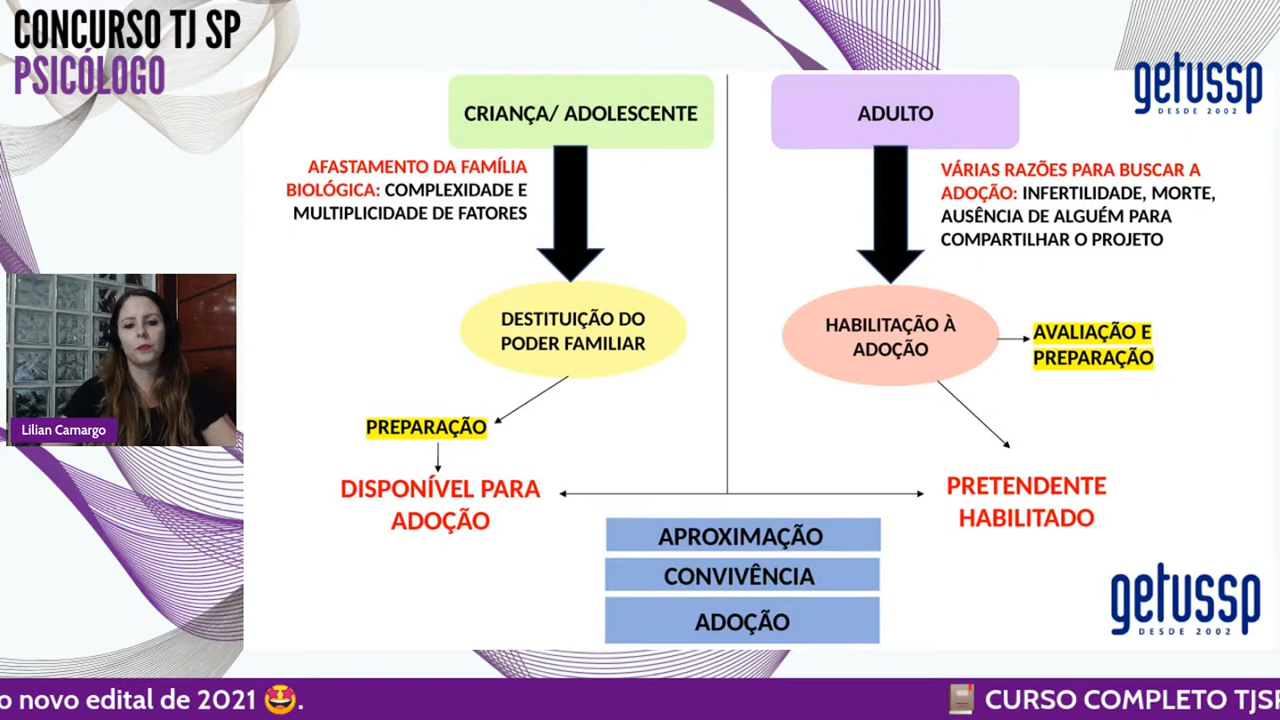 CONCURSO TJ SP
PSICÓLOGO
getussp
DESDE 2002
CRIANÇA/ ADOLESCENTE
AFASTAMENTO DA FAMÍLIA
BIOLÓGICA: COMPLEXIDADE E
MULTIPLICIDADE DE FATORES
DESTITUIÇÃO DO
PODER FAMILIAR
PREPARAÇÃO
DISPONÍVEL PARA
ADOÇÃO
ADULTO
VÁRIAS RAZÕES PARA BUSCAR A
ADOÇÃO: INFERTILIDADE, MORTE,
AUSÊNCIA DE ALGUÉM PARA
COMPARTILHAR O PROJETO
HABILITAÇÃO À
ADOÇÃO
AVALIAÇÃO E
PREPARAÇÃO
PRETENDENTE
HABILITADO
APROXIMAÇÃO
CONVIVÊNCIA
ADOÇÃO
Lilian Camargo
getussp
DESDE 2002
o novo edital de 2021 🤩.
📔 CURSO COMPLETO TJSP